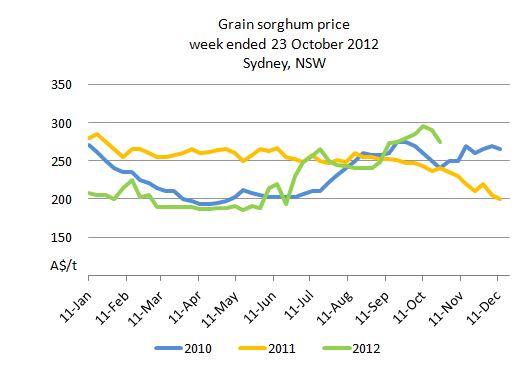 Grain sorghum price
week ended 23 October 2012
Sydney, NSW
350
300
250
200
150
A$/t
11-Jan
11-Feb
11-Mar
11-Apr
11-May
11-Jun
11-Jul
11-Aug
11-Sep
11-Oct
11-Nov
11-Dec
2010 2011 2012